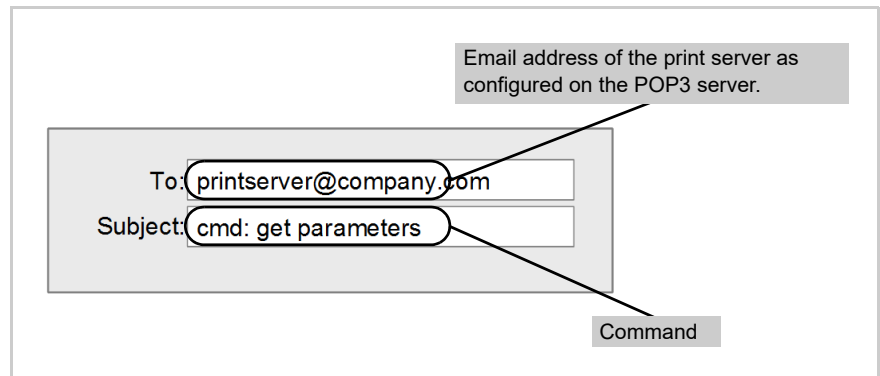 Email address of the print server as
configured on the POP3 server.
To: printserver@company.com
Subject: cmd: get parameters
Command